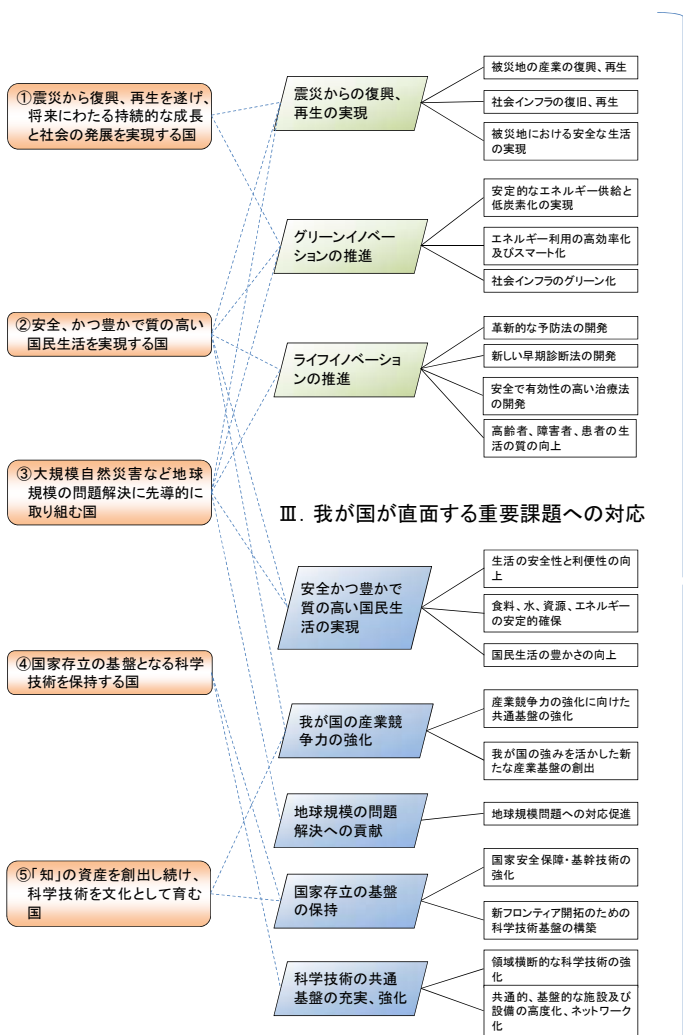 ①震災から復興、再生を遂げ、
将来にわたる持続的な成長
と社会の発展を実現する国
②安全、かつ豊かで質の高い
国民生活を実現する国
③大規模自然災害など地球
規模の問題解決に先導的に
取り組む国
④国家存立の基盤となる科学
技術を保持する国
⑤「知」の資産を創出し続け、
科学技術を文化として育む
国
震災からの復興、
再生の実現
被災地の産業の復興、再生
社会インフラの復旧、再生
被災地における安全な生活
の実現
グリーンイノベー
ションの推進
安定的なエネルギー供給と
低炭素化の実現
エネルギー利用の高効率化
及びスマート化
社会インフラのグリーン化
ライフイノベーショ
ンの推進
革新的な予防法の開発
新しい早期診断法の開発
安全で有効性の高い治療法
の開発
高齢者、障害者、患者の生
活の質の向上
Ⅲ．我が国が直面する重要課題への対応
安全かつ豊かで
質の高い国民生
活の実現
生活の安全性と利便性の向
上
食料、水、資源、エネルギー
の安定的確保
国民生活の豊かさの向上
我が国の産業競
争力の強化
産業競争力の強化に向けた
共通基盤の強化
我が国の強みを活かした新
たな産業基盤の創出
地球規模の問題
解決への貢献
地球規模問題への対応促進
国家存立の基盤
の保持
国家安全保障・基幹技術の
強化
新フロンティア開拓のための
科学技術基盤の構築
科学技術の共通
基盤の充実、強化
領域横断的な科学技術の強
化
共通的、基盤的な施設及び
設備の高度化、ネットワーク
化